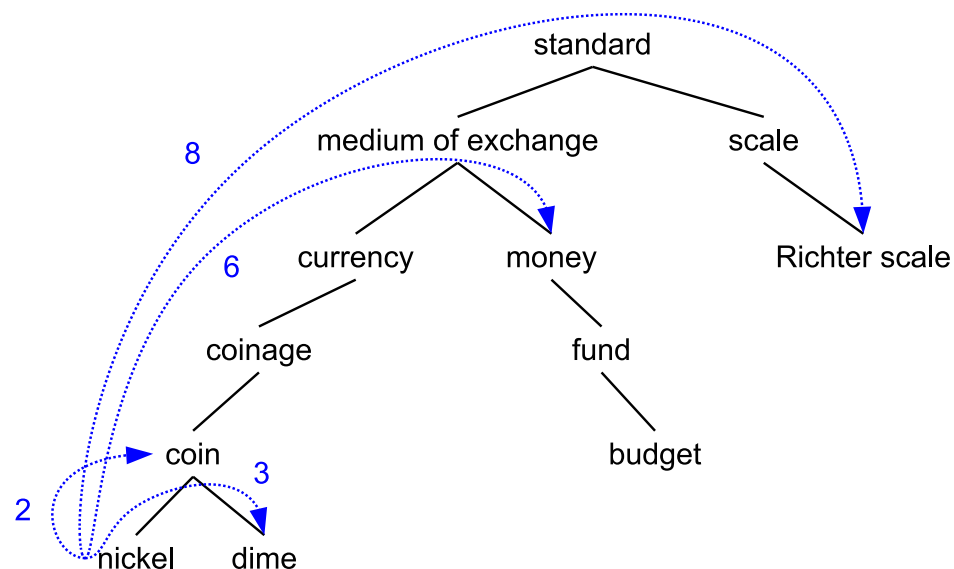 standard
8
medium of exchange
scale
6
currency
money
Richter scale
coinage
fund
coin
3
budget
2
nickel
dime